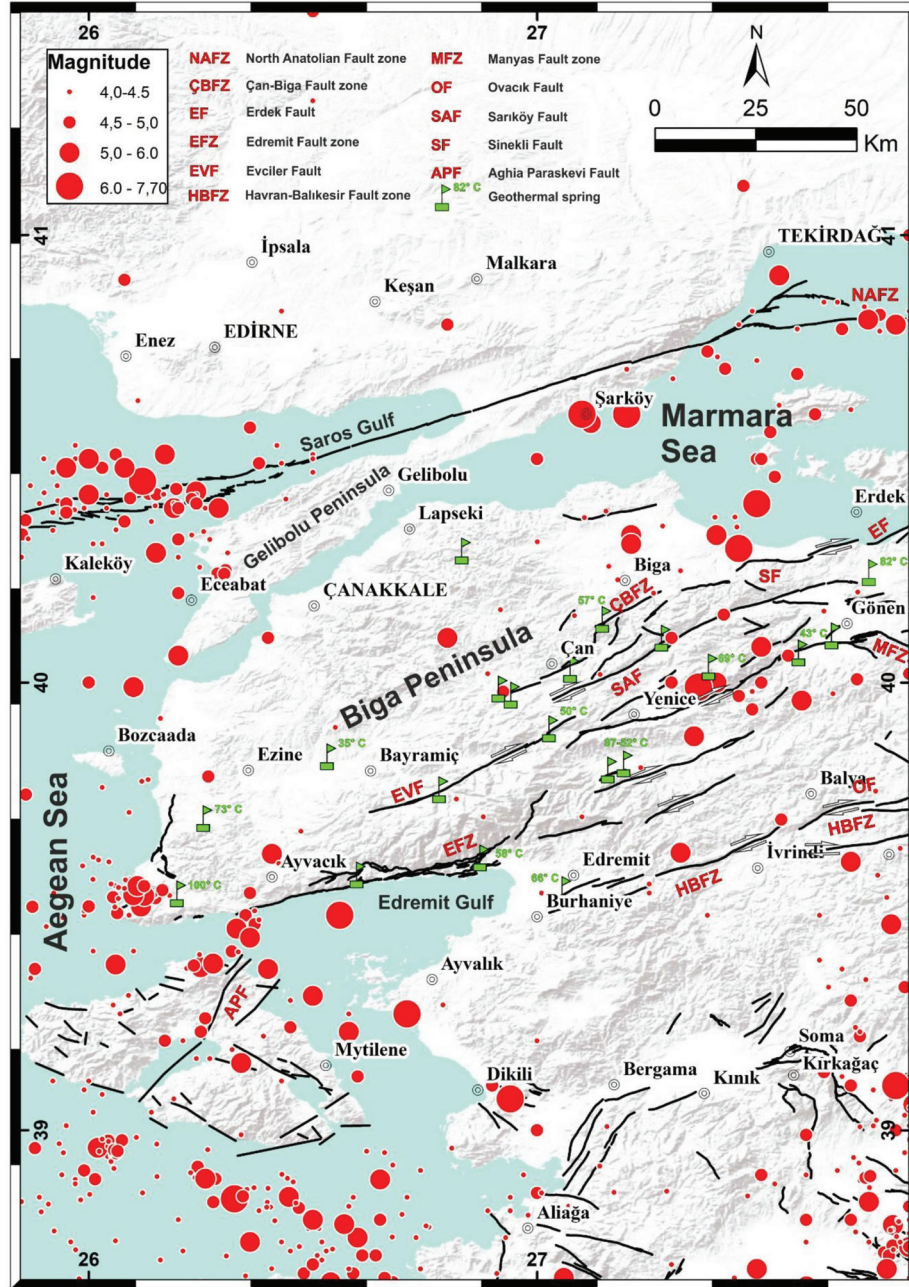 26
27
Magnitude
4,0-4.5
4,5 - 5,0
5,0 - 6.0
6.0 - 7,70
NAFZ North Anatolian Fault zone
ÇBFZ Çan-Biga Fault zone
EF Erdek Fault
EFZ Edremit Fault zone
EVF Evciler Fault
HBFZ Havran-Balıkesir Fault zone
MFZ Manyas Fault zone
OF Ovacık Fault
SAF Sarıköy Fault
SF Sinekli Fault
APF Aghia Paraskevi Fault
82° C Geothermal spring
N
0 25 50
Km
41
41
TEKİRDAĞ
İpsala
Malkara
Keşan
NAFZ
Enez
EDİRNE
Şarköy
Marmara
Sea
Saros Gulf
Gelibolu
Gelibolu Peninsula
Lapseki
Erdek
EF
Kaleköy
Eceabat
ÇANAKKALE
Biga
SF
82° C
ÇBFZ
57° C
Gönen
43° C
MFZ
Çan
Biga Peninsula
SAF
69° C
40
40
Yenice
50° C
Bozcaada
Ezine
35° C
Bayramiç
EVF
Balya
OF
HBFZ
73° C
EFZ
58° C
Ayvacık
Edremit
İvrindi
HBFZ
66° C
Burhaniye
Edremit Gulf
Aegean Sea
Ayvalık
APF
Mytilene
Soma
Kırkağaç
Dikili
Bergama
Kınık
39
39
Aliağa
26
27